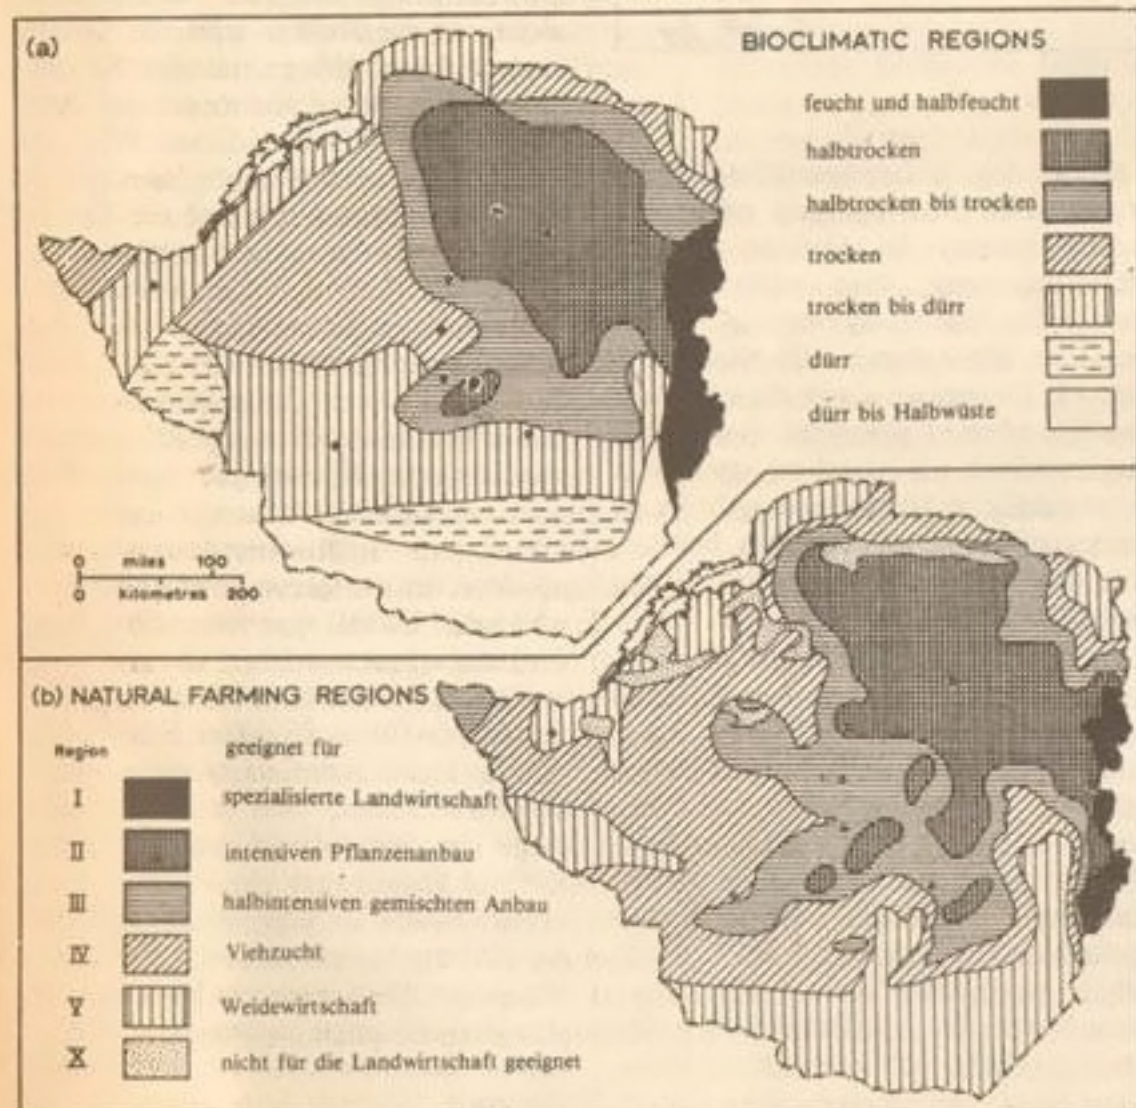 (a)
BIOCLIMATIC REGIONS
feucht und halbfeucht
halbtrocken
halbtrocken bis trocken
trocken
trocken bis dürr
dürr
dürr bis Halbwüste
0 miles 100
0 kilometres 200
(b) NATURAL FARMING REGIONS
Region geeignet für
I spezialisierte Landwirtschaft
II intensiven Pflanzenanbau
III halbintensiven gemischten Anbau
IV Viehzucht
V Weidewirtschaft
X nicht für die Landwirtschaft geeignet